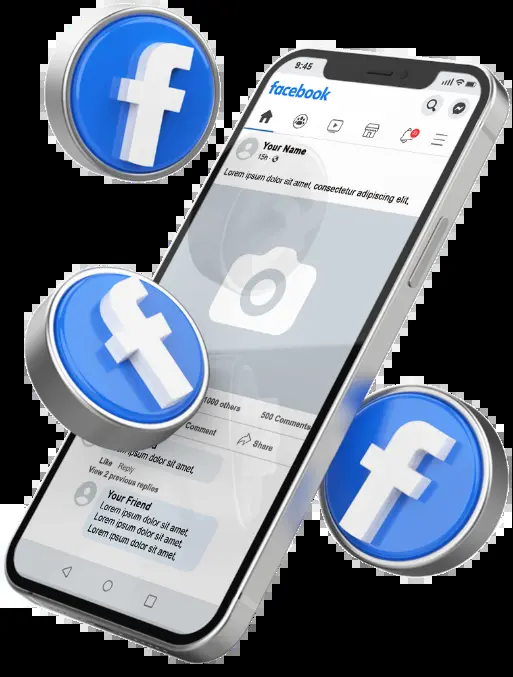 9:45
facebook
Your Name
15h
Lorem ipsum dolor sit amet, consectetur adipiscing elit,
1000 others 500 Comments
Comment Share
ipsum dolor sit amet,
Like Reply
View 2 previous replies
Your Friend
Lorem ipsum dolor sit amet,
Lorem ipsum dolor sit amet,
Lorem ipsum dolor sit amet,
f
f
f